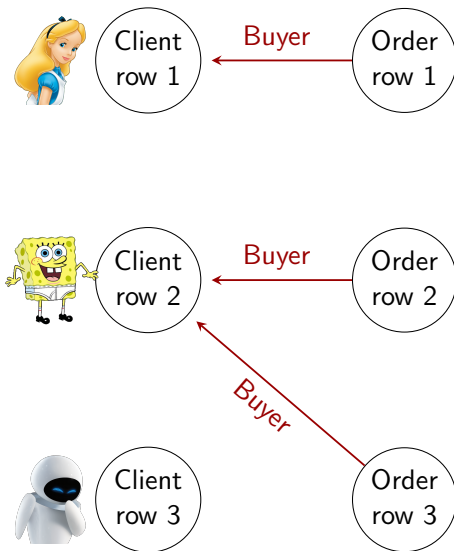 Client
row 1
Buyer
Order
row 1
Client
row 2
Buyer
Order
row 2
Buyer
Client
row 3
Order
row 3